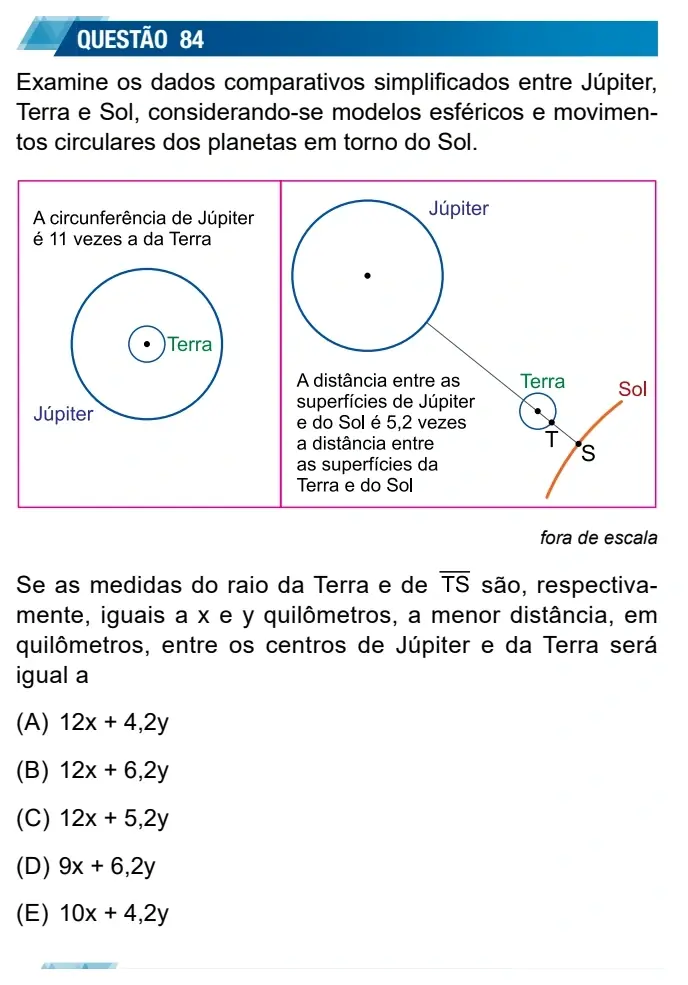 QUESTÃO 84
Examine os dados comparativos simplificados entre Júpiter,
Terra e Sol, considerando-se modelos esféricos e movimen-
tos circulares dos planetas em torno do Sol.
A circunferência de Júpiter
é 11 vezes a da Terra
Terra
Júpiter
Júpiter
A distância entre as
superfícies de Júpiter
e do Sol é 5,2 vezes
a distância entre
as superfícies da
Terra e do Sol
Terra
Sol
T
S
fora de escala
Se as medidas do raio da Terra e de TS são, respectiva-
mente, iguais a x e y quilômetros, a menor distância, em
quilômetros, entre os centros de Júpiter e da Terra será
igual a
(A) 12x + 4,2y
(B) 12x + 6,2y
(C) 12x + 5,2y
(D) 9x + 6,2y
(E) 10x + 4,2y